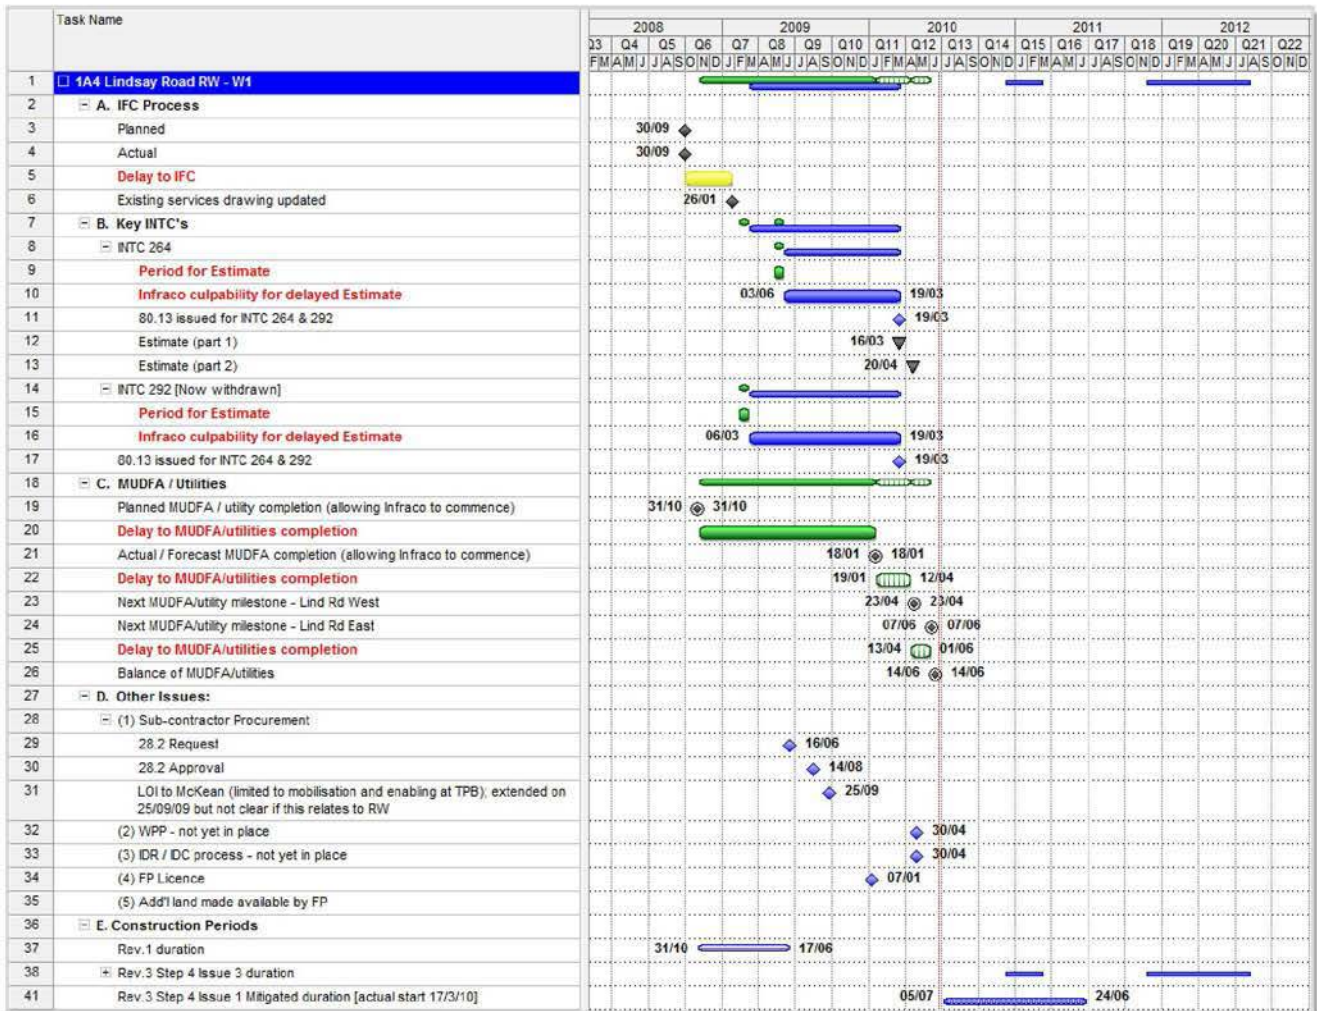 Task Name
2008 2009 2010 2011 2012
Q3 Q4 Q5 Q6 Q7 Q8 Q9 Q10 Q11 Q12 Q13 Q14 Q15 Q16 Q17 Q18 Q19 Q20 Q21 Q22
F M A M J J A S O N D J F M A M J J A S O N D J F M A M J J A S O N D J F M A M J J A S O N D J F M A M J J A S O N D
1 1A4 Lindsay Road RW - W1
2 A. IFC Process
3 Planned 30/09
4 Actual 30/09
5 Delay to IFC
6 Existing services drawing updated 26/01
7 B. Key INTC's
8 INTC 264
9 Period for Estimate
10 Infraco culpability for delayed Estimate 03/06 19/03
11 80.13 issued for INTC 264 & 292 19/03
12 Estimate (part 1) 16/03
13 Estimate (part 2) 20/04
14 INTC 292 [Now withdrawn]
15 Period for Estimate
16 Infraco culpability for delayed Estimate 06/03 19/03
17 80.13 issued for INTC 264 & 292 19/03
18 C. MUDFA / Utilities
19 Planned MUDFA / utility completion (allowing Infraco to commence) 31/10 31/10
20 Delay to MUDFA/utilities completion
21 Actual / Forecast MUDFA completion (allowing Infraco to commence) 18/01 18/01
22 Delay to MUDFA/utilities completion 19/01 12/04
23 Next MUDFA/utility milestone - Lind Rd West 23/04 23/04
24 Next MUDFA/utility milestone - Lind Rd East 07/06 07/06
25 Delay to MUDFA/utilities completion 13/04 01/06
26 Balance of MUDFA/utilities 14/06 14/06
27 D. Other Issues:
28 (1) Sub-contractor Procurement
29 28.2 Request 16/06
30 28.2 Approval 14/08
31 LOI to McKean (limited to mobilisation and enabling at TPB); extended on 25/09
25/09/09 but not clear if this relates to RW
32 (2) WPP - not yet in place 30/04
33 (3) IDR / IDC process - not yet in place 30/04
34 (4) FP Licence 07/01
35 (5) Add'l land made available by FP
36 E. Construction Periods
37 Rev.1 duration 31/10 17/06
38 Rev.3 Step 4 Issue 3 duration
41 Rev.3 Step 4 Issue 1 Mitigated duration [actual start 17/3/10] 05/07 24/06